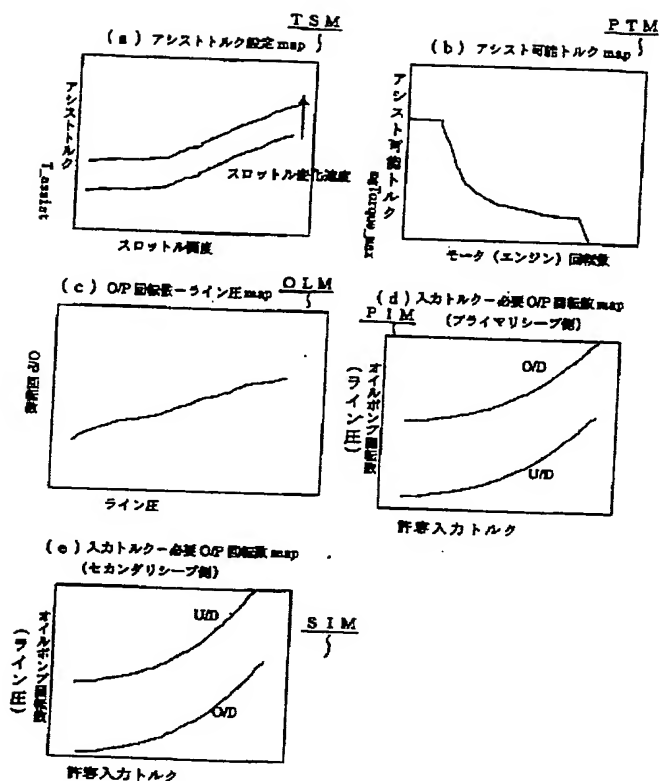 TSM
(a) アシストトルク設定map
アシストトルク
T_assist
スロットル変化速度
スロットル開度
PTM
(b) アシスト可能トルクmap
アシスト可能トルク
mgTorque_max
モータ(エンジン)回転数
OLM
(c) O/P回転数ーライン圧map
O/P回転数
ライン圧
PIM
(d) 入力トルクー必要O/P回転数map
(プライマリシーブ側)
オイルポンプ回転数
(ライン圧)
O/D
U/D
許容入力トルク
(e) 入力トルクー必要O/P回転数map
(セカンダリシーブ側)
SIM
オイルポンプ回転数
(ライン圧)
U/D
O/D
許容入力トルク